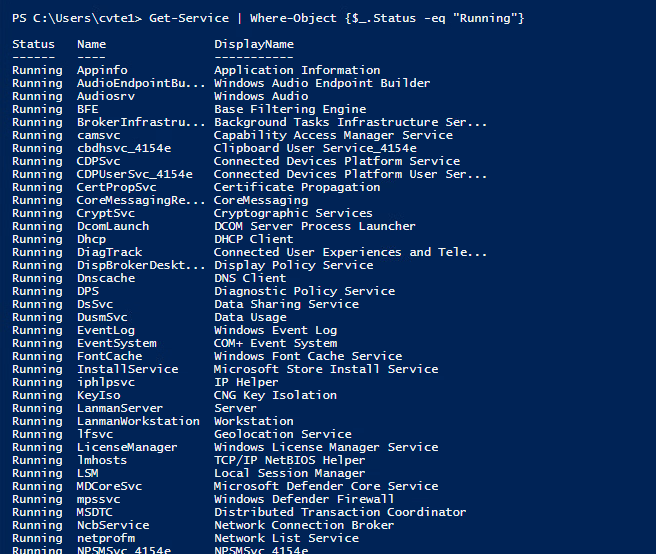 PS C:\Users\cvte1> Get-Service | Where-Object {$_.Status -eq "Running"}
Status Name DisplayName
------ ---- -----------
Running Appinfo Application Information
Running AudioEndpointBu... Windows Audio Endpoint Builder
Running Audiosrv Windows Audio
Running BFE Base Filtering Engine
Running BrokerInfrastru... Background Tasks Infrastructure Ser...
Running camsvc Capability Access Manager Service
Running cbdhsvc_4154e Clipboard User Service_4154e
Running CDPSvc Connected Devices Platform Service
Running CDPUserSvc_4154e Connected Devices Platform User Ser...
Running CertPropSvc Certificate Propagation
Running CoreMessagingRe... CoreMessaging
Running CryptSvc Cryptographic Services
Running DcomLaunch DCOM Server Process Launcher
Running Dhcp DHCP Client
Running DiagTrack Connected User Experiences and Tele...
Running DispBrokerDeskt... Display Policy Service
Running Dnscache DNS Client
Running DPS Diagnostic Policy Service
Running DsSvc Data Sharing Service
Running DusmSvc Data Usage
Running EventLog Windows Event Log
Running EventSystem COM+ Event System
Running FontCache Windows Font Cache Service
Running InstallService Microsoft Store Install Service
Running iphlpsvc IP Helper
Running KeyIso CNG Key Isolation
Running LanmanServer Server
Running LanmanWorkstation Workstation
Running lfsvc Geolocation Service
Running LicenseManager Windows License Manager Service
Running lmhosts TCP/IP NetBIOS Helper
Running LSM Local Session Manager
Running MDCoreSvc Microsoft Defender Core Service
Running mpssvc Windows Defender Firewall
Running MSDTC Distributed Transaction Coordinator
Running NcbService Network Connection Broker
Running netprofm Network List Service
Running NPSMSvc_4154e NPSMSvc_4154e